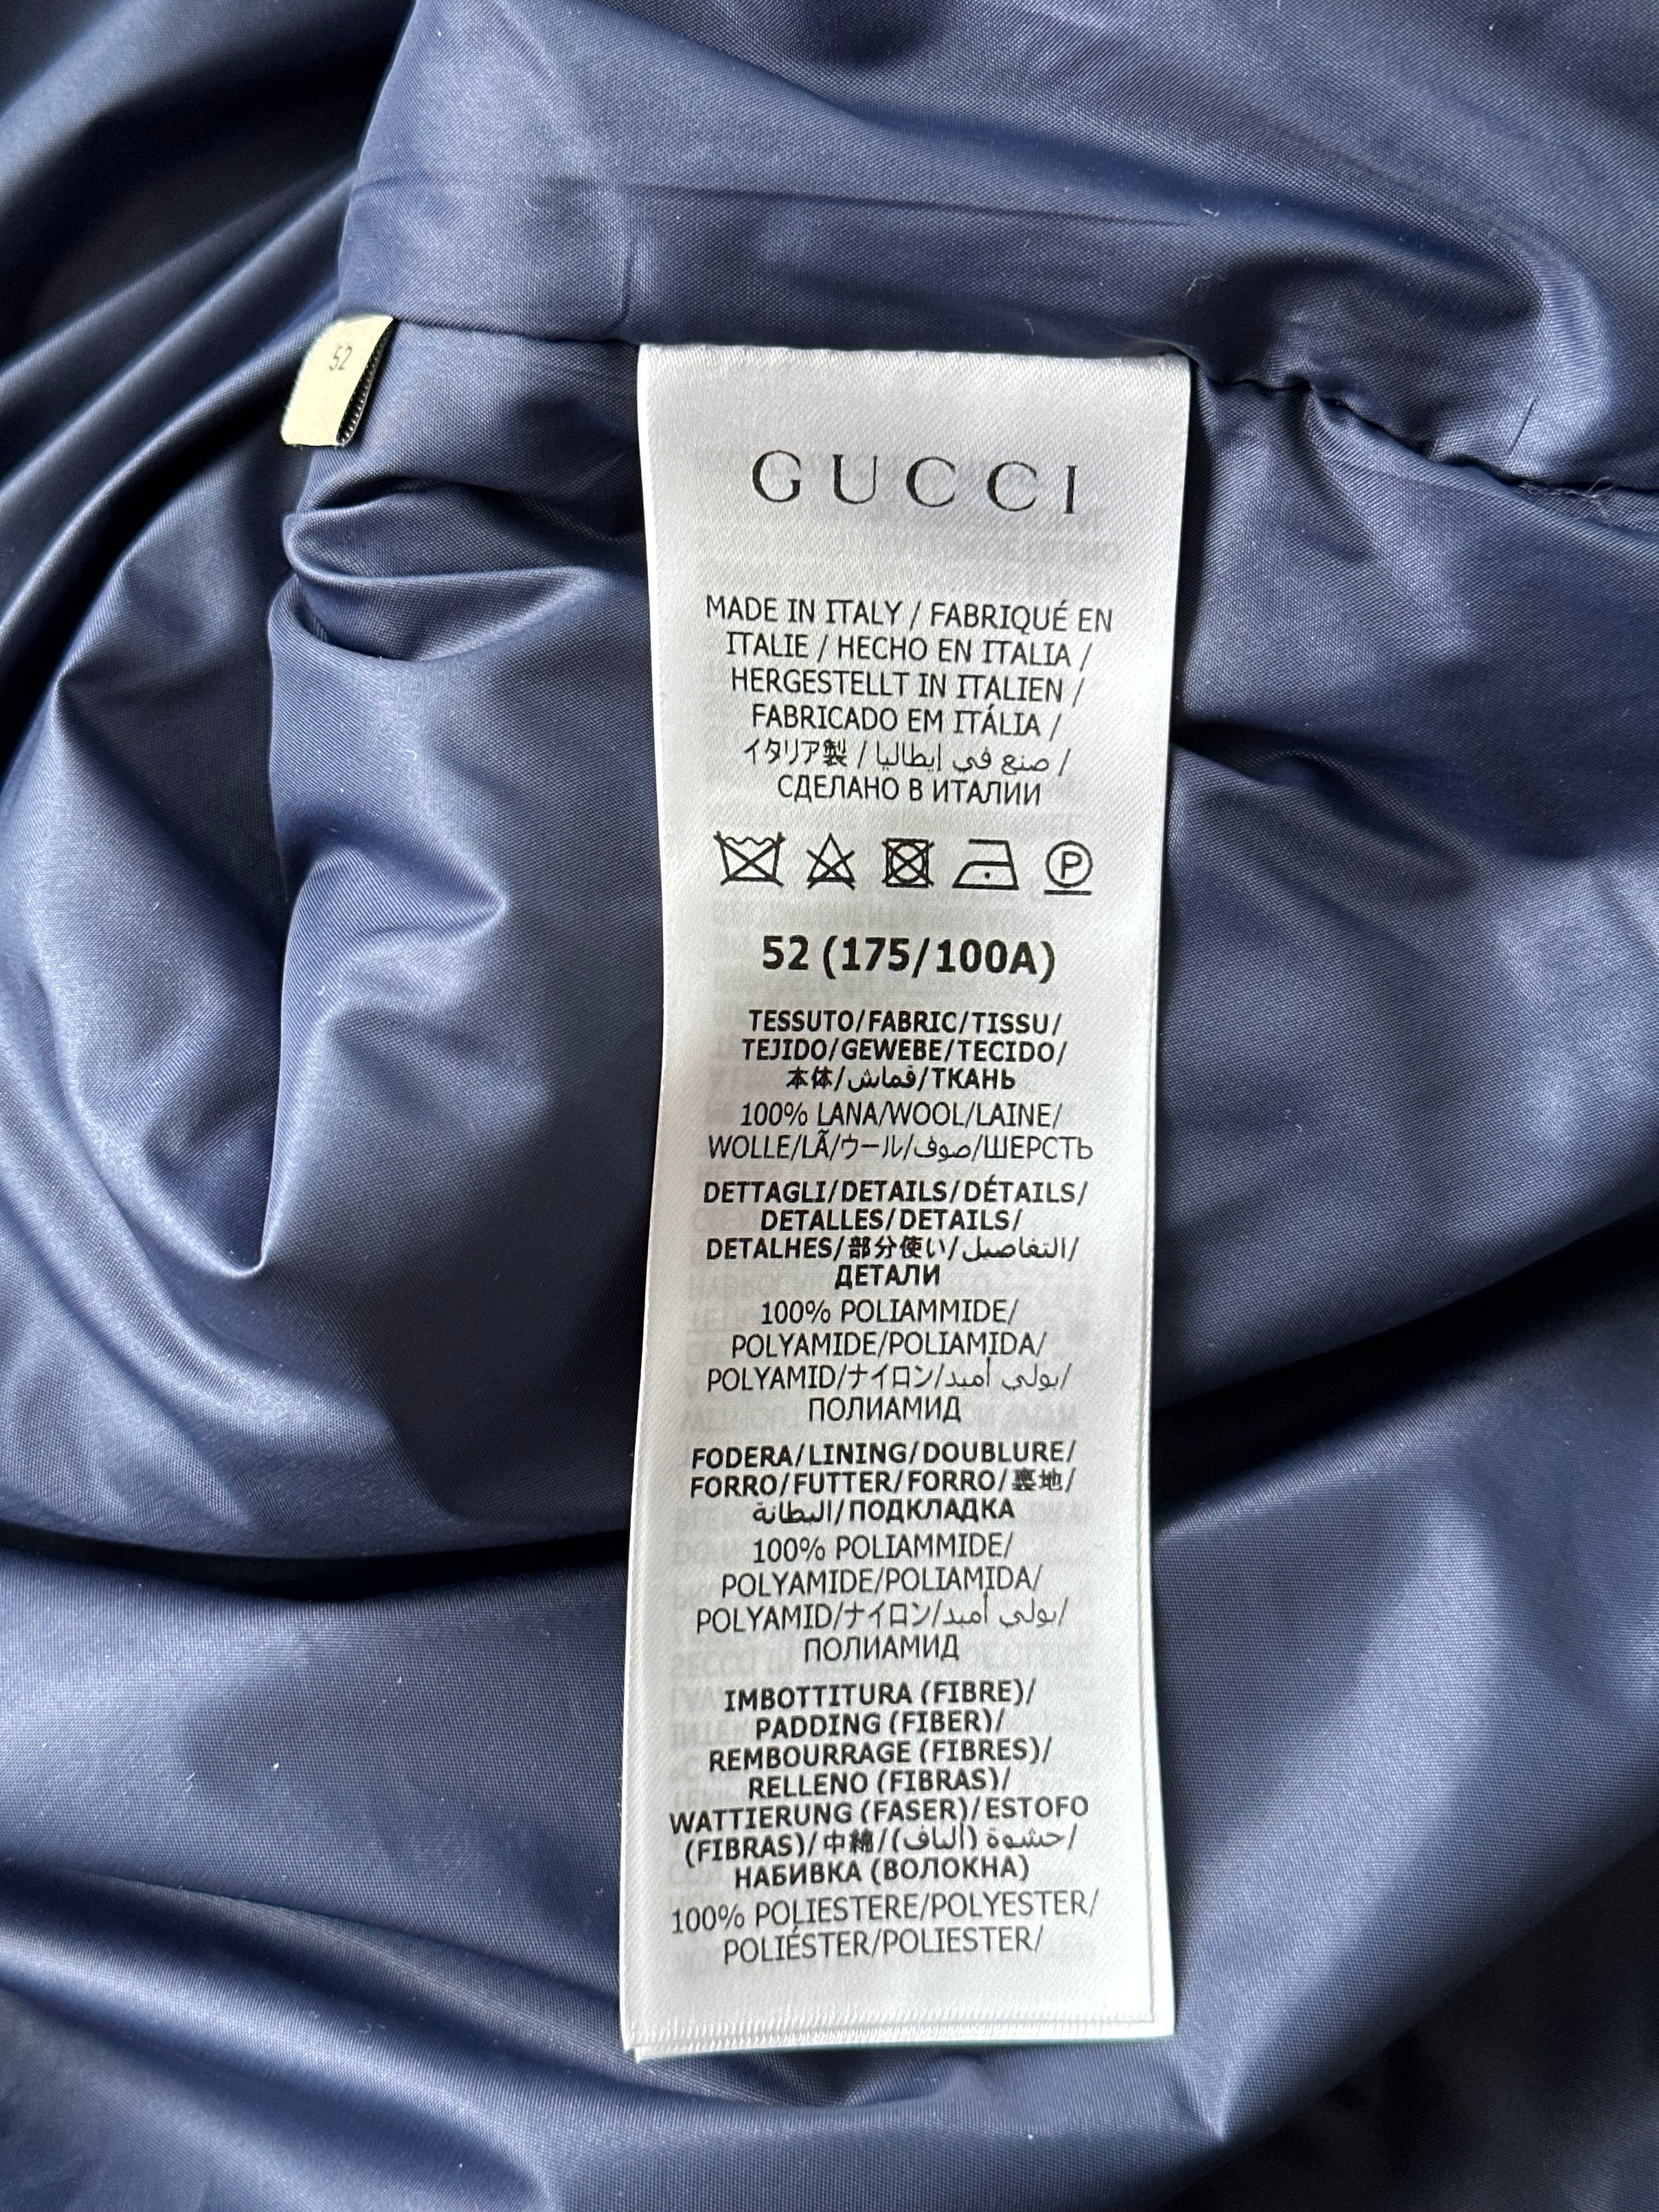 52
GUCCI
MADE IN ITALY / FABRIQUÉ EN
ITALIE / HECHO EN ITALIA /
HERGESTELLT IN ITALIEN /
FABRICADO EM ITÁLIA /
イタリア製 / صنع في إيطاليا /
СДЕЛАНО В ИТАЛИИ
P
52 (175/100A)
TESSUTO/FABRIC/TISSU/
TEJIDO/GEWEBE/TECIDO/
本体/قماش/ТКАНЬ
100% LANA/WOOL/LAINE/
WOLLE/LÃ/ウール/صوف/ШЕРСТЬ
DETTAGLI/DETAILS/DÉTAILS/
DETALLES/DETAILS/
DETALHES/部分使い/التفاصيل/
ДЕТАЛИ
100% POLIAMMIDE/
POLYAMIDE/POLIAMIDA/
POLYAMID/ナイロン/بولي أميد/
ПОЛИАМИД
FODERA/LINING/DOUBLURE/
FORRO/FUTTER/FORRO/裏地/
البطانة/ПОДКЛАДКА
100% POLIAMMIDE/
POLYAMIDE/POLIAMIDA/
POLYAMID/ナイロン/بولي أميد/
ПОЛИАМИД
IMBOTTITURA (FIBRE)/
PADDING (FIBER)/
REMBOURRAGE (FIBRES)/
RELLENO (FIBRAS)/
WATTIERUNG (FASER)/ESTOFO
(FIBRAS)/中綿/حشوة (ألياف)/
НАБИВКА (ВОЛОКНА)
100% POLIESTERE/POLYESTER/
POLIÉSTER/POLIESTER/